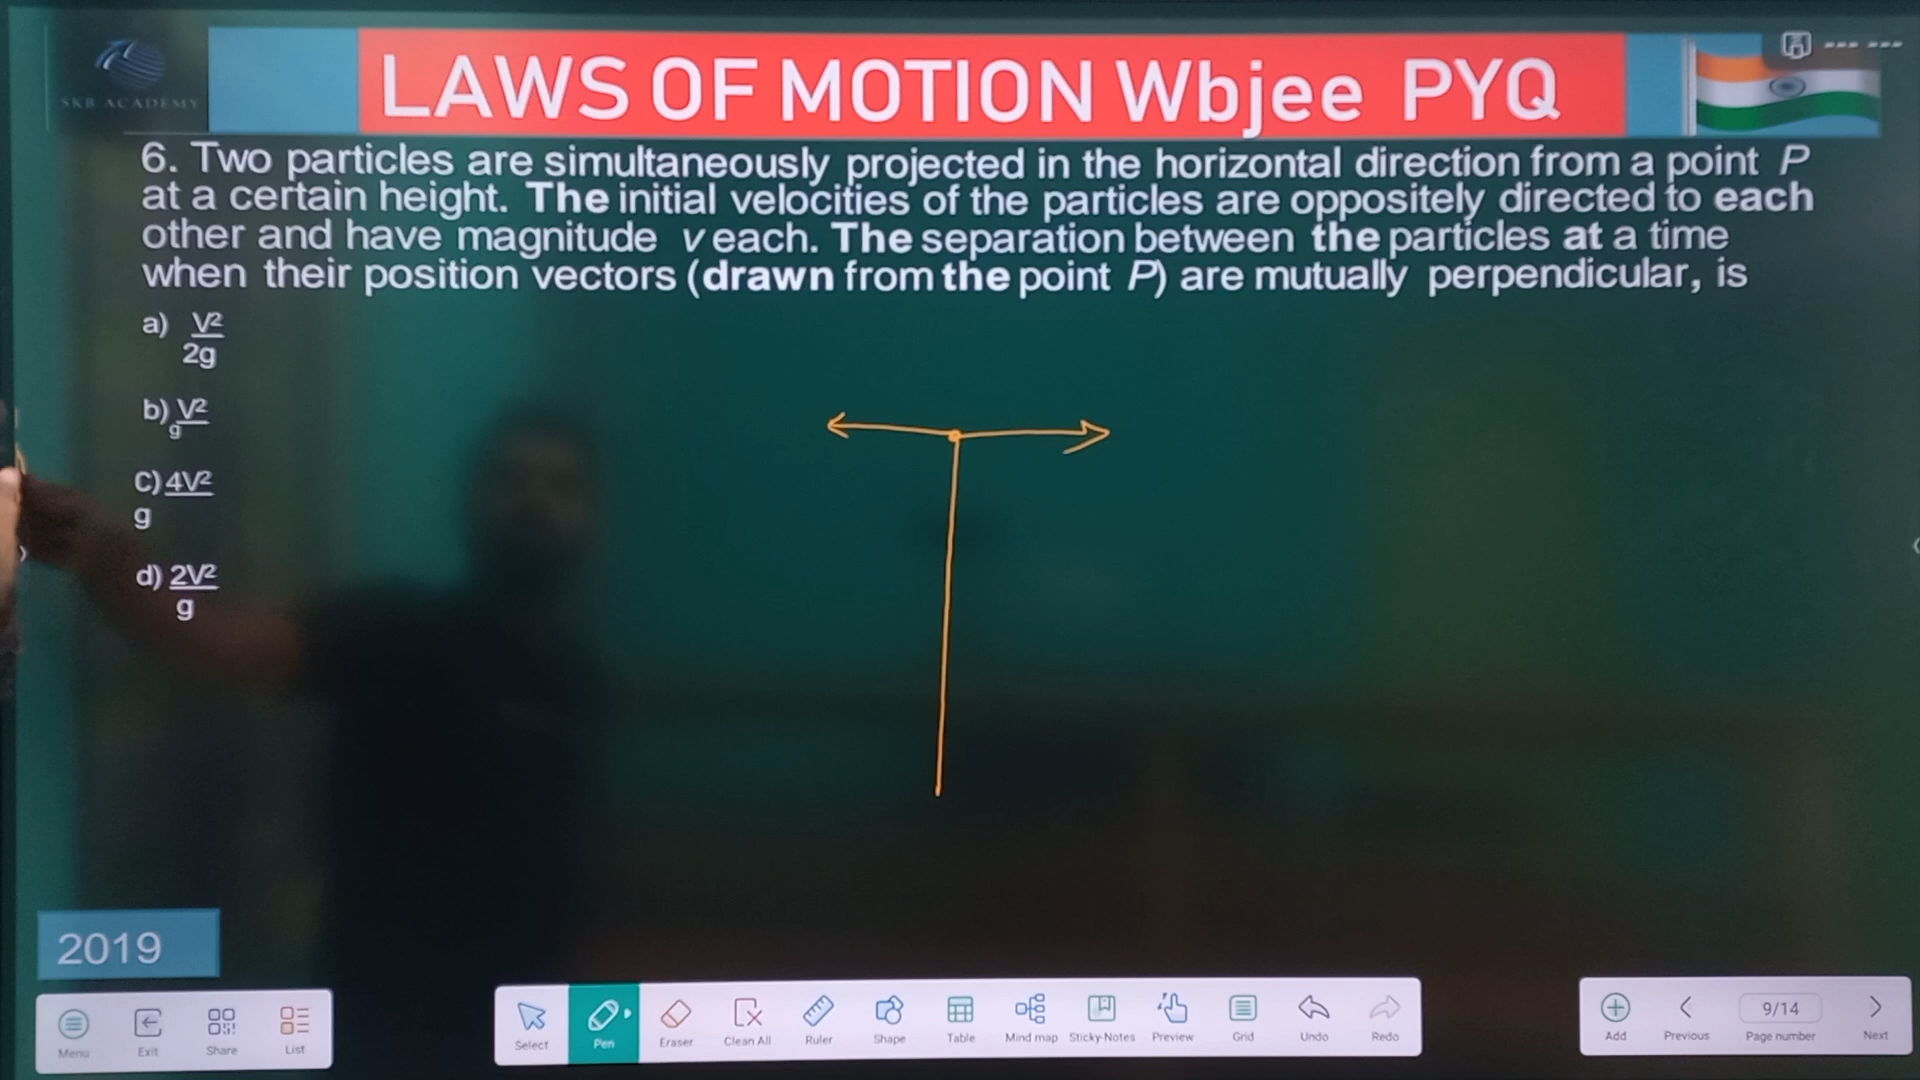 SKB ACADEMY
LAWS OF MOTION Wbjee PYQ
6. Two particles are simultaneously projected in the horizontal direction from a point P
at a certain height. The initial velocities of the particles are oppositely directed to each
other and have magnitude v each. The separation between the particles at a time
when their position vectors (drawn from the point P) are mutually perpendicular, is
a) V²
2g
b) V²
g
C) 4V²
g
d) 2V²
g
2019
Menu Exit Share List
Select Pen Eraser Clean All Ruler Shape Table Mind map Sticky-Notes Preview Grid Undo Redo
9/14
Add Previous Page number Next